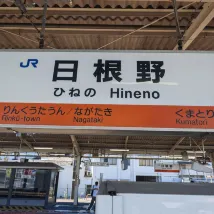 JR 日根野
ひねの Hineno
りんくうたうん／ながたき くまとり
Rinku-town Nagataki Kumatori